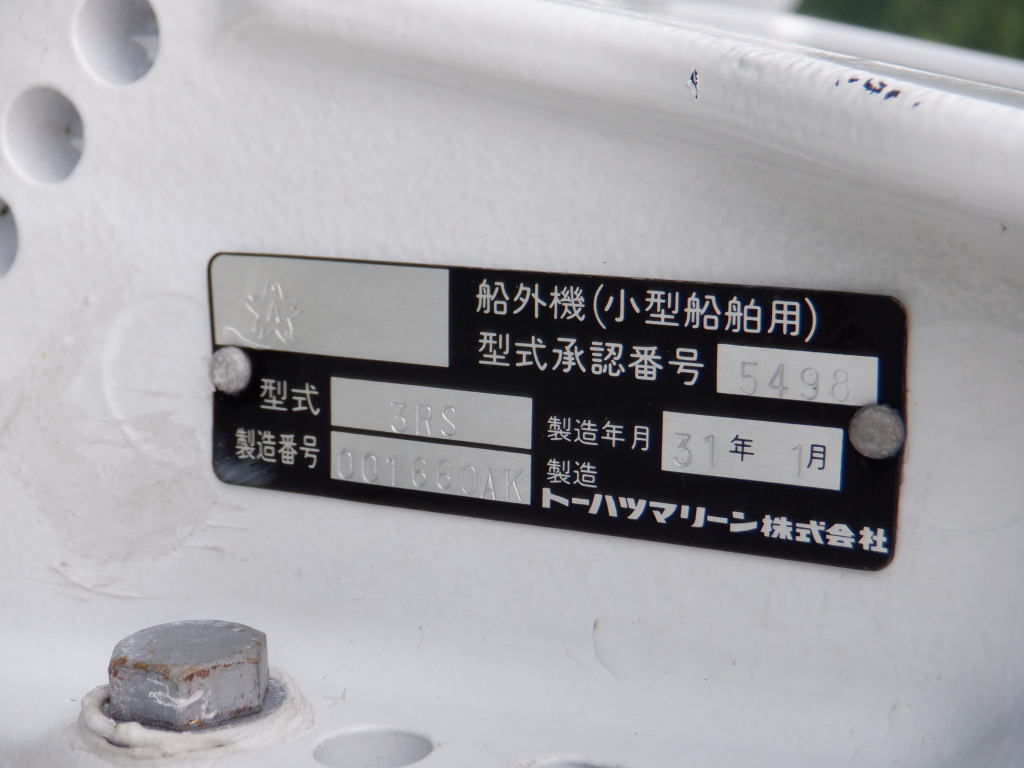 A
船外機(小型船舶用)
型式承認番号 5498
型式 3RS
製造番号 001660AK
製造年月 31年 1月
製造
トーハツマリーン株式会社